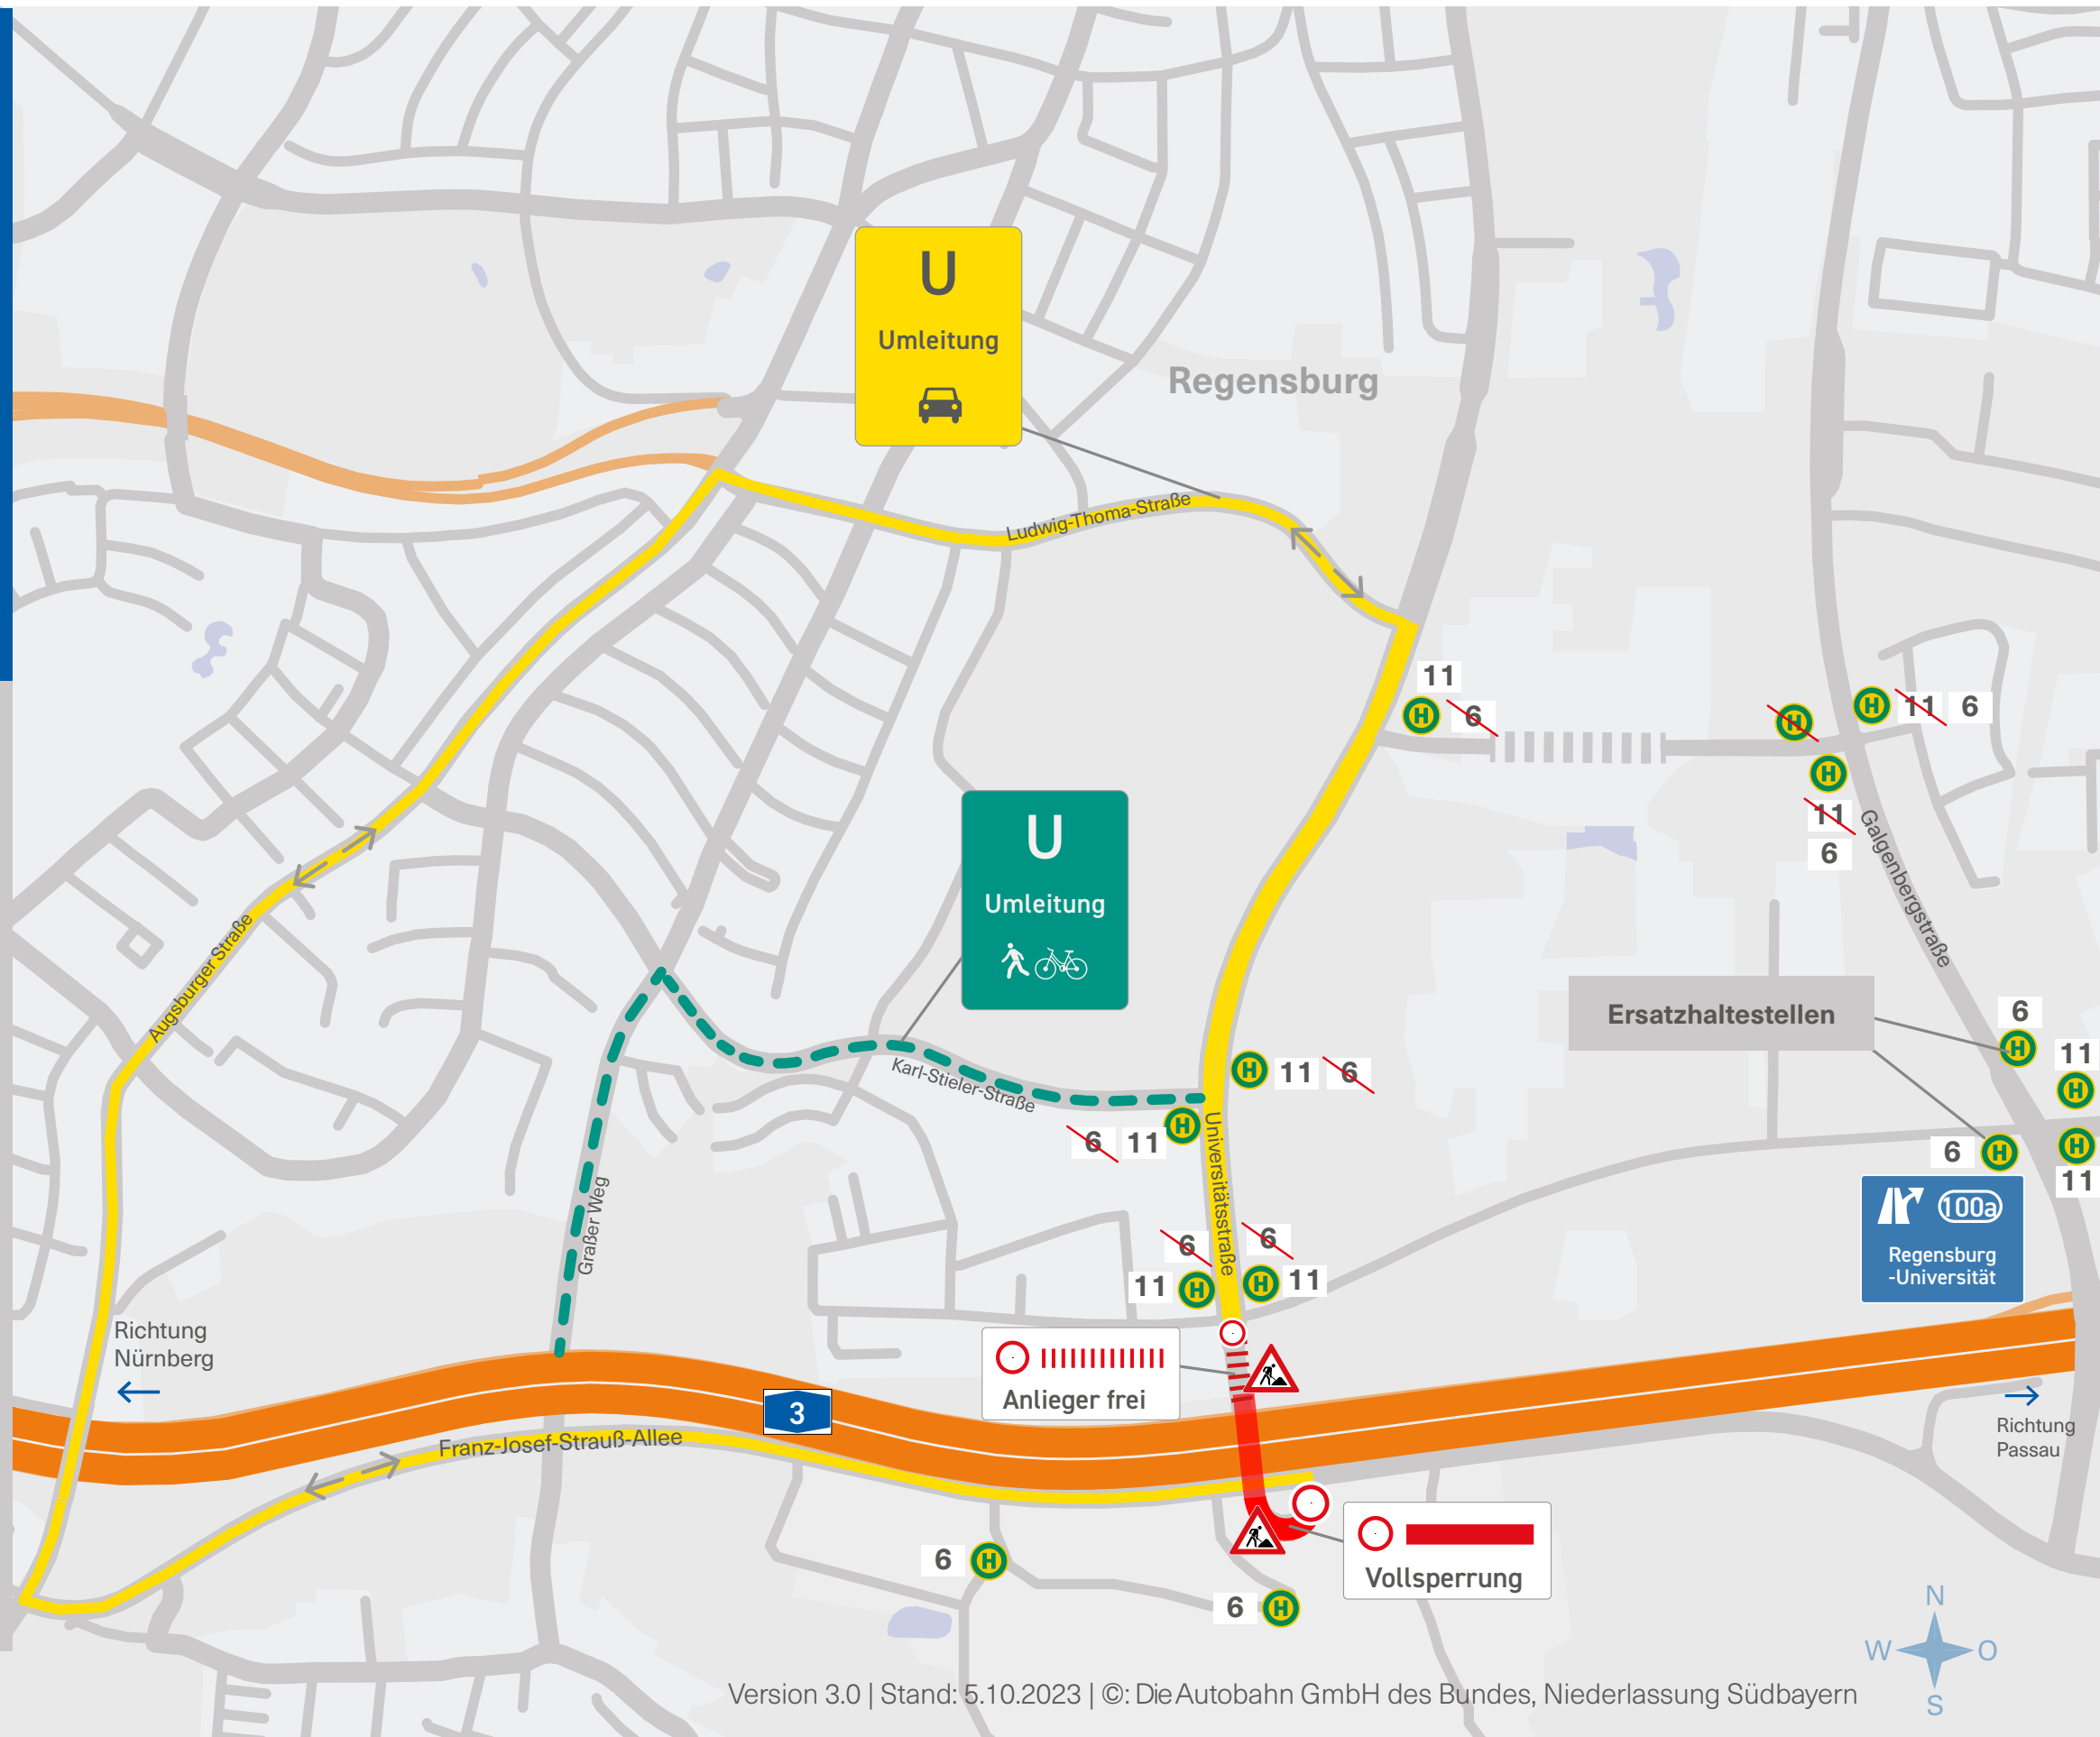 U
Umleitung
Regensburg
Ludwig-Thoma-Straße
11
H
6
H
H
11
6
H
11
6
Galgenbergstraße
U
Umleitung
Augsburger Straße
Ersatzhaltestellen
6
H
11
H
Karl-Stieler-Straße
H
11
6
6
11
H
Universitätsstraße
6
H
H
11
Graßer Weg
6
6
11
H
H
11
100a
Regensburg
-Universität
Richtung
Nürnberg
Anlieger frei
3
Richtung
Passau
Franz-Josef-Strauß-Allee
Vollsperrung
6
H
6
H
N
W
O
S
Version 3.0 | Stand: 5.10.2023 | ©: Die Autobahn GmbH des Bundes, Niederlassung Südbayern